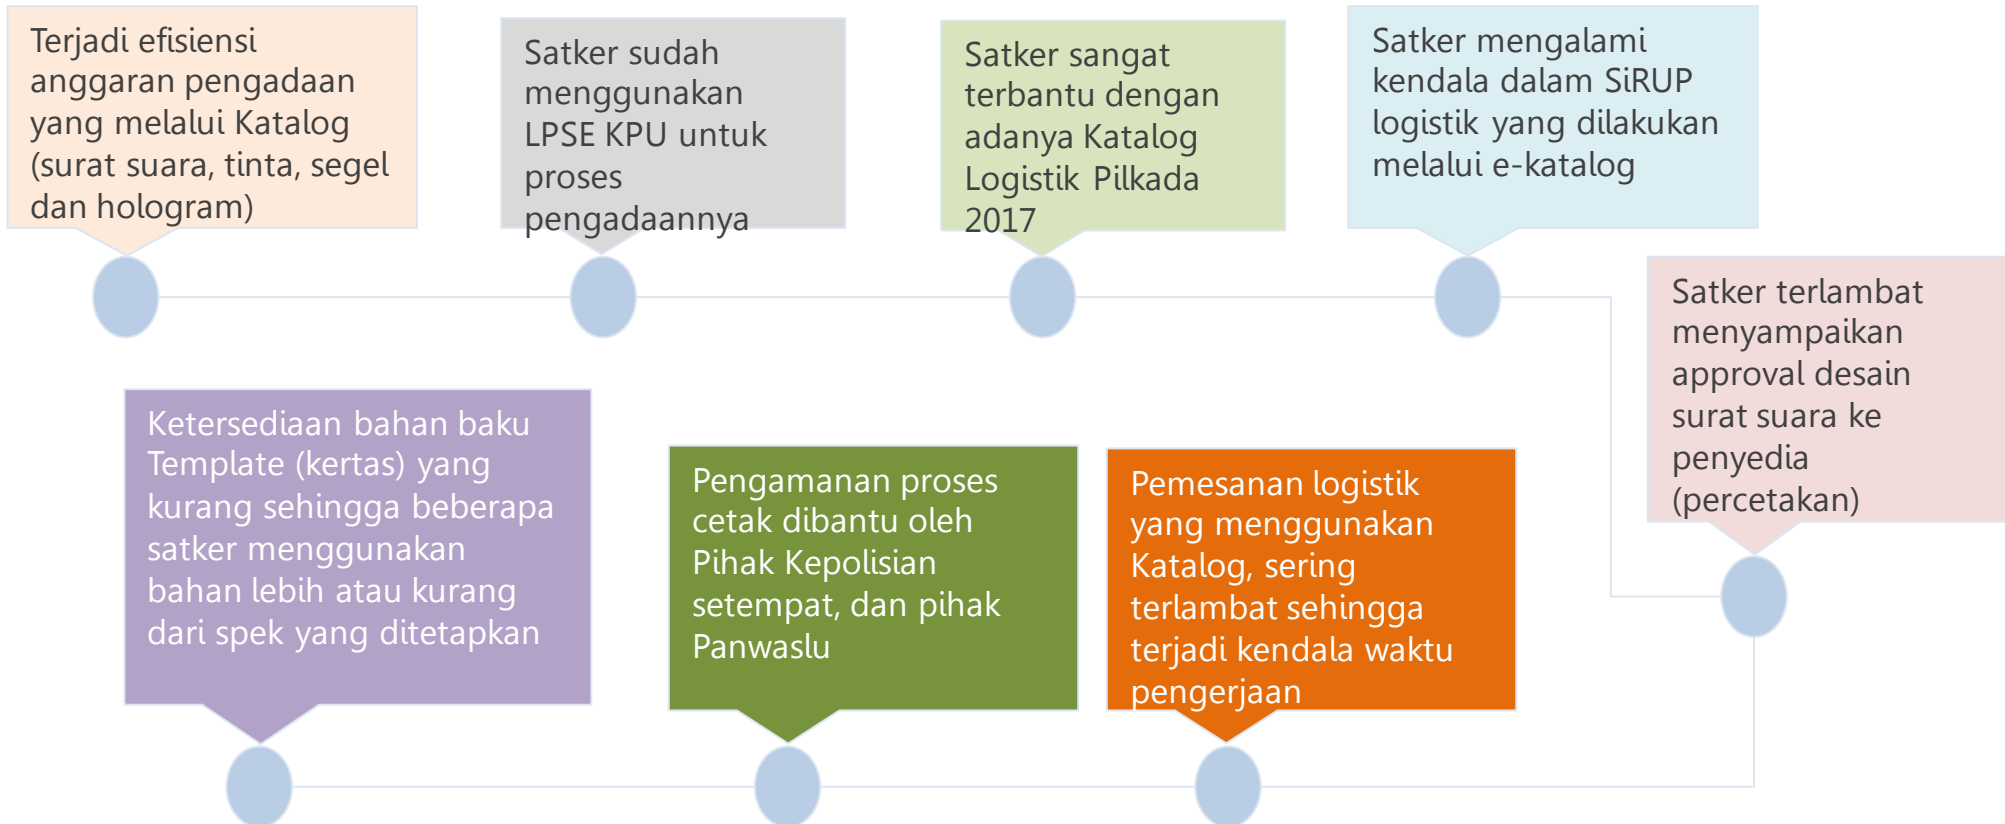 Terjadi efisiensi
anggaran pengadaan
yang melalui Katalog
(surat suara, tinta, segel
dan hologram)
Satker sudah
menggunakan
LPSE KPU untuk
proses
pengadaannya
Satker sangat
terbantu dengan
adanya Katalog
Logistik Pilkada
2017
Satker mengalami
kendala dalam SiRUP
logistik yang dilakukan
melalui e-katalog
Satker terlambat
menyampaikan
approval desain
surat suara ke
penyedia
(percetakan)
Pemesanan logistik
yang menggunakan
Katalog, sering
terlambat sehingga
terjadi kendala waktu
pengerjaan
Pengamanan proses
cetak dibantu oleh
Pihak Kepolisian
setempat, dan pihak
Panwaslu
Ketersediaan bahan baku
Template (kertas) yang
kurang sehingga beberapa
satker menggunakan
bahan lebih atau kurang
dari spek yang ditetapkan